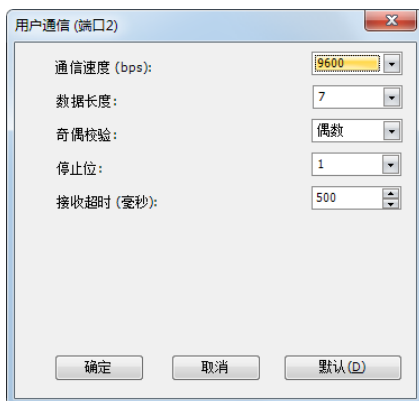 用户通信 (端口2)
通信速度 (bps): 9600
数据长度: 7
奇偶校验: 偶数
停止位: 1
接收超时 (毫秒): 500
确定 取消 默认(D)